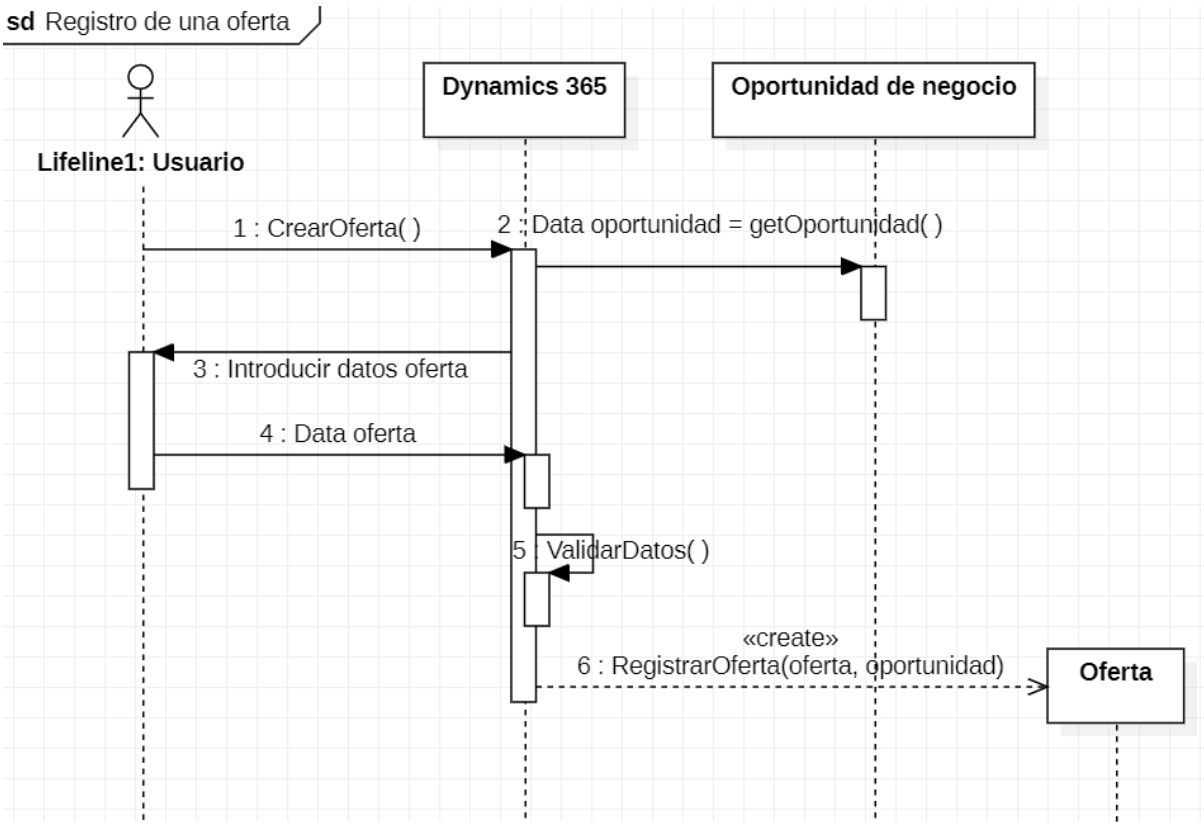 sd Registro de una oferta
Dynamics 365
Oportunidad de negocio
Lifeline1: Usuario
1 : CrearOferta( )
2 : Data oportunidad = getOportunidad( )
3 : Introducir datos oferta
4 : Data oferta
5 : ValidarDatos( )
«create»
6 : RegistrarOferta(oferta, oportunidad)
Oferta